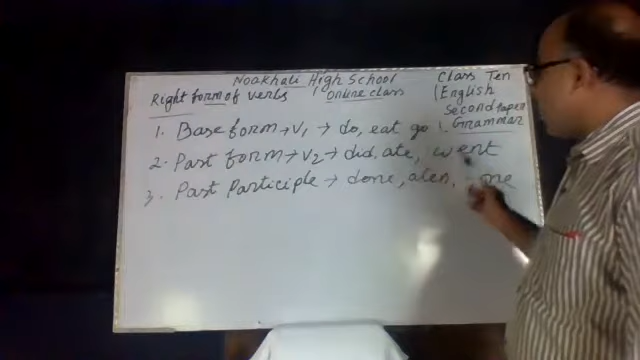 Noakhali High School
Class Ten
Right form of verbs
Online class
English
Second Paper
Grammar
1. Base form → V1 → do, eat go
2. Past form → V2 → did, ate, went
3. Past Participle → done, aten,